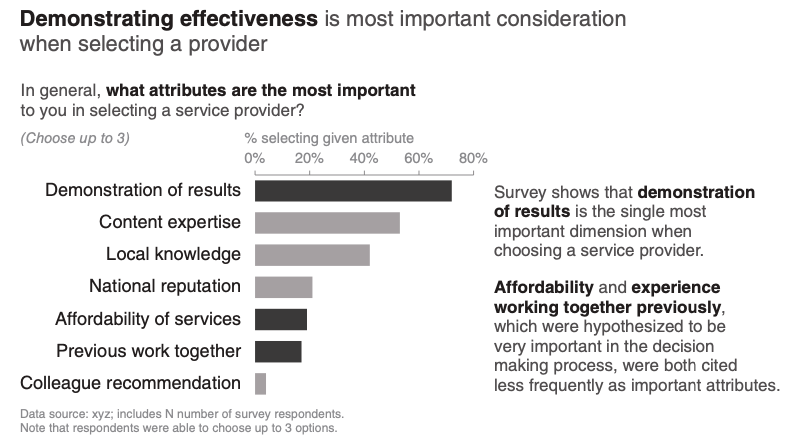 Demonstrating effectiveness is most important consideration
when selecting a provider
In general, what attributes are the most important
to you in selecting a service provider?
(Choose up to 3)
% selecting given attribute
0% 20% 40% 60% 80%
Demonstration of results
Content expertise
Local knowledge
National reputation
Affordability of services
Previous work together
Colleague recommendation
Survey shows that demonstration
of results is the single most
important dimension when
choosing a service provider.
Affordability and experience
working together previously,
which were hypothesized to be
very important in the decision
making process, were both cited
less frequently as important attributes.
Data source: xyz; includes N number of survey respondents.
Note that respondents were able to choose up to 3 options.